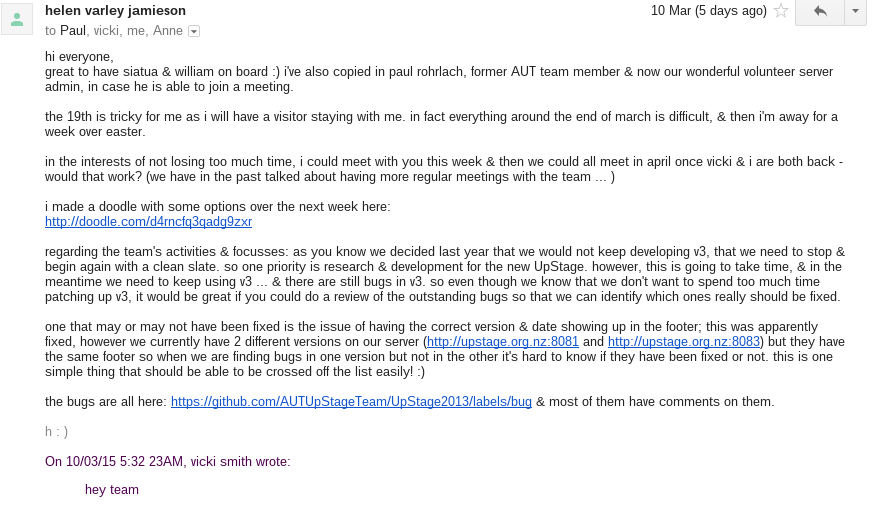 helen varley jamieson
10 Mar (5 days ago)
to Paul, vicki, me, Anne
hi everyone,
great to have siatua & william on board :) i've also copied in paul rohrlach, former AUT team member & now our wonderful volunteer server
admin, in case he is able to join a meeting.
the 19th is tricky for me as i will have a visitor staying with me. in fact everything around the end of march is difficult, & then i'm away for a
week over easter.
in the interests of not losing too much time, i could meet with you this week & then we could all meet in april once vicki & i are both back -
would that work? (we have in the past talked about having more regular meetings with the team ... )
i made a doodle with some options over the next week here:
http://doodle.com/d4rncfq3qadg9zxr
regarding the team's activities & focusses: as you know we decided last year that we would not keep developing v3, that we need to stop &
begin again with a clean slate. so one priority is research & development for the new UpStage. however, this is going to take time, & in the
meantime we need to keep using v3 ... & there are still bugs in v3. so even though we know that we don't want to spend too much time
patching up v3, it would be great if you could do a review of the outstanding bugs so that we can identify which ones really should be fixed.
one that may or may not have been fixed is the issue of having the correct version & date showing up in the footer; this was apparently
fixed, however we currently have 2 different versions on our server (http://upstage.org.nz:8081 and http://upstage.org.nz:8083) but they have
the same footer so when we are finding bugs in one version but not in the other it's hard to know if they have been fixed or not. this is one
simple thing that should be able to be crossed off the list easily! :)
the bugs are all here: https://github.com/AUTUpStageTeam/UpStage2013/labels/bug & most of them have comments on them.
h : )
On 10/03/15 5:32 23AM, vicki smith wrote:
hey team